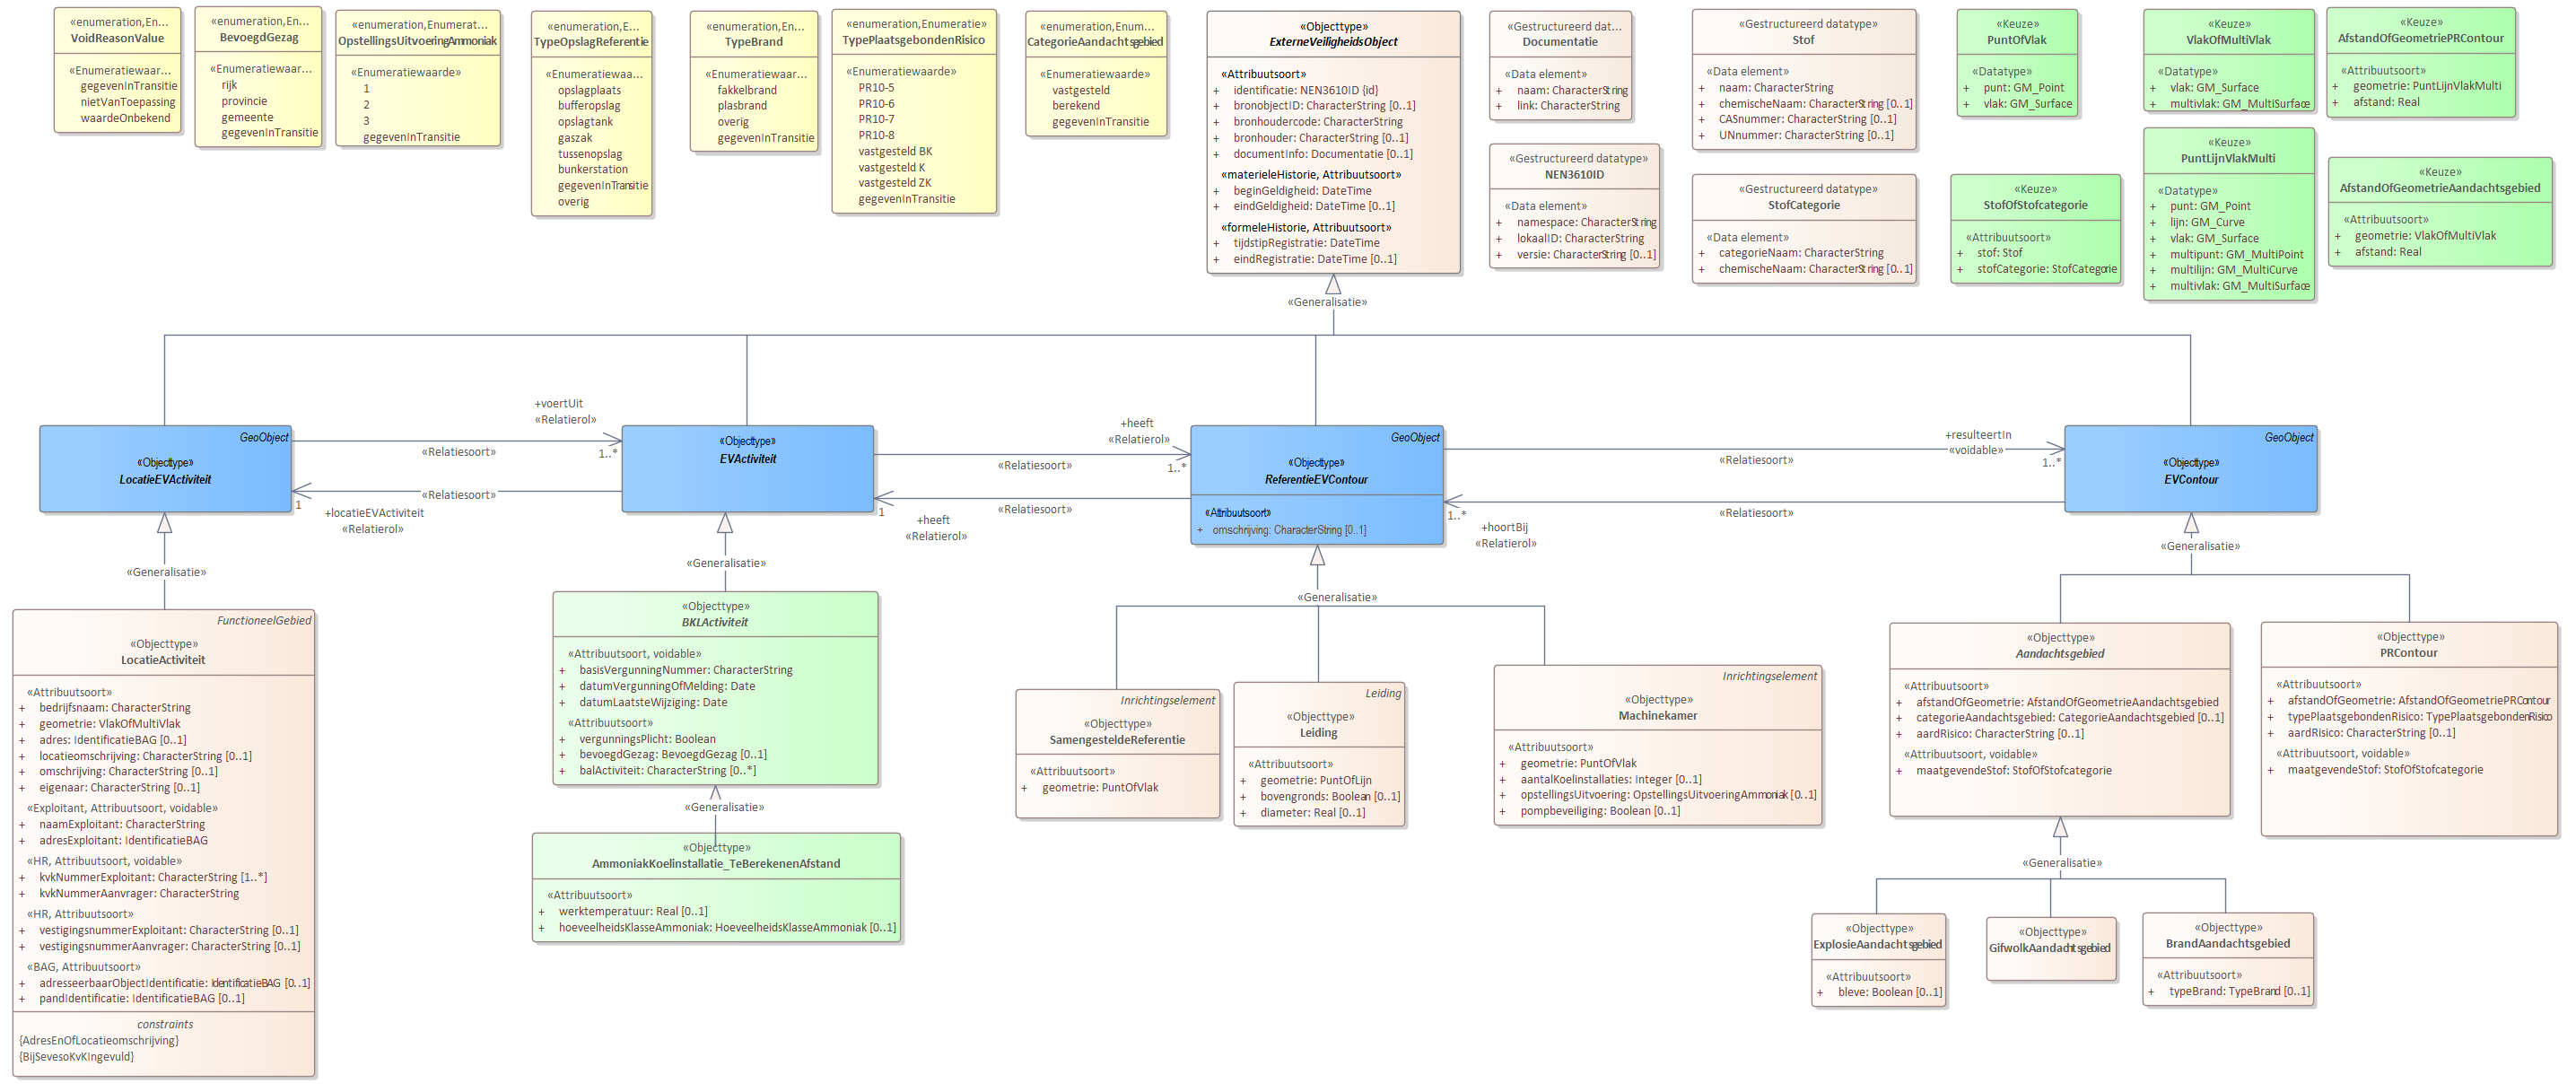 «enumeration,En...
VoidReasonValue
«Enumeratiewaar...
gegevenInTransitie
nietVanToepassing
waardeOnbekend
«enumeration,En...
BevoegdGezag
«Enumeratiewaar...
rijk
provincie
gemeente
gegevenInTransitie
«enumeration,Enumerat...
OpstellingsUitvoeringAmmoniak
«Enumeratiewaarde»
1
2
3
gegevenInTransitie
«enumeration,E...
TypeOpslagReferentie
«Enumeratiewaa...
opslagplaats
bufferopslag
opslagtank
gaszak
tussenopslag
bunkerstation
gegevenInTransitie
overig
«enumeration,En...
TypeBrand
«Enumeratiewaar...
fakkelbrand
plasbrand
overig
gegevenInTransitie
«enumeration,Enumeratie»
TypePlaatsgebondenRisico
«Enumeratiewaarde»
PR10-5
PR10-6
PR10-7
PR10-8
vastgesteld BK
vastgesteld K
vastgesteld ZK
gegevenInTransitie
«enumeration,Enum...
CategorieAandachtsgebied
«Enumeratiewaarde»
vastgesteld
berekend
gegevenInTransitie
«Objecttype»
ExterneVeiligheidsObject
«Attribuutsoort»
+ identificatie: NEN3610ID {id}
+ bronobjectID: CharacterString [0..1]
+ bronhoudercode: CharacterString
+ bronhouder: CharacterString [0..1]
+ documentInfo: Documentatie [0..1]
«materieleHistorie, Attribuutsoort»
+ beginGeldigheid: DateTime
+ eindGeldigheid: DateTime [0..1]
«formeleHistorie, Attribuutsoort»
+ tijdstipRegistratie: DateTime
+ eindRegistratie: DateTime [0..1]
«Gestructureerd dat...
Documentatie
«Data element»
+ naam: CharacterString
+ link: CharacterString
«Gestructureerd datatype»
NEN3610ID
«Data element»
+ namespace: CharacterString
+ lokaalID: CharacterString
+ versie: CharacterString [0..1]
«Gestructureerd datatype»
Stof
«Data element»
+ naam: CharacterString
+ chemischeNaam: CharacterString [0..1]
+ CASnummer: CharacterString [0..1]
+ UNnummer: CharacterString [0..1]
«Gestructureerd datatype»
StofCategorie
«Data element»
+ categorieNaam: CharacterString
+ chemischeNaam: CharacterString [0..1]
«Keuze»
PuntOfVlak
«Datatype»
+ punt: GM_Point
+ vlak: GM_Surface
«Keuze»
StofOfStofcategorie
«Attribuutsoort»
+ stof: Stof
+ stofCategorie: StofCategorie
«Keuze»
VlakOfMultiVlak
«Datatype»
+ vlak: GM_Surface
+ multivlak: GM_MultiSurface
«Keuze»
PuntLijnVlakMulti
«Datatype»
+ punt: GM_Point
+ lijn: GM_Curve
+ vlak: GM_Surface
+ multipunt: GM_MultiPoint
+ multilijn: GM_MultiCurve
+ multivlak: GM_MultiSurface
«Keuze»
AfstandOfGeometriePRContour
«Attribuutsoort»
+ geometrie: PuntLijnVlakMulti
+ afstand: Real
«Keuze»
AfstandOfGeometrieAandachtsgebied
«Attribuutsoort»
+ geometrie: VlakOfMultiVlak
+ afstand: Real
«Generalisatie»
GeoObject
«Objecttype»
LocatieEVActiviteit
+voertUit
«Relatierol»
1..*
«Relatiesoort»
«Relatiesoort»
1
+locatieEVActiviteit
«Relatierol»
«Objecttype»
EVActiviteit
+heeft
«Relatierol»
1..*
«Relatiesoort»
«Relatiesoort»
1
+heeft
«Relatierol»
GeoObject
«Objecttype»
ReferentieEVContour
«Attribuutsoort»
+ omschrijving: CharacterString [0..1]
+resulteertIn
«voidable»
1..*
«Relatiesoort»
«Relatiesoort»
1..*
+hoortBij
«Relatierol»
GeoObject
«Objecttype»
EVContour
«Generalisatie»
«Generalisatie»
«Generalisatie»
«Generalisatie»
FunctioneelGebied
«Objecttype»
LocatieActiviteit
«Attribuutsoort»
+ bedrijfsnaam: CharacterString
+ geometrie: VlakOfMultiVlak
+ adres: IdentificatieBAG [0..1]
+ locatieomschrijving: CharacterString [0..1]
+ omschrijving: CharacterString [0..1]
+ eigenaar: CharacterString [0..1]
«Exploitant, Attribuutsoort, voidable»
+ naamExploitant: CharacterString
+ adresExploitant: IdentificatieBAG
«HR, Attribuutsoort, voidable»
+ kvkNummerExploitant: CharacterString [1..*]
+ kvkNummerAanvrager: CharacterString
«HR, Attribuutsoort»
+ vestigingsnummerExploitant: CharacterString [0..1]
+ vestigingsnummerAanvrager: CharacterString [0..1]
«BAG, Attribuutsoort»
+ adresseerbaarObjectIdentificatie: IdentificatieBAG [0..1]
+ pandIdentificatie: IdentificatieBAG [0..1]
constraints
{AdresEnOfLocatieomschrijving}
{BijSevesoKvKIngevuld}
«Objecttype»
BKLActiviteit
«Attribuutsoort, voidable»
+ basisVergunningNummer: CharacterString
+ datumVergunningOfMelding: Date
+ datumLaatsteWijziging: Date
«Attribuutsoort»
+ vergunningsPlicht: Boolean
+ bevoegdGezag: BevoegdGezag [0..1]
+ balActiviteit: CharacterString [0..*]
«Generalisatie»
«Objecttype»
AmmoniakKoelinstallatie_TeBerekenenAfstand
«Attribuutsoort»
+ werktemperatuur: Real [0..1]
+ hoeveelheidsKlasseAmmoniak: HoeveelheidsKlasseAmmoniak [0..1]
Inrichtingselement
«Objecttype»
SamengesteldeReferentie
«Attribuutsoort»
+ geometrie: PuntOfVlak
Leiding
«Objecttype»
Leiding
«Attribuutsoort»
+ geometrie: PuntOfLijn
+ bovengronds: Boolean [0..1]
+ diameter: Real [0..1]
Inrichtingselement
«Objecttype»
Machinekamer
«Attribuutsoort»
+ geometrie: PuntOfVlak
+ aantalKoelinstallaties: Integer [0..1]
+ opstellingsUitvoering: OpstellingsUitvoeringAmmoniak [0..1]
+ pompbeveiliging: Boolean [0..1]
«Objecttype»
Aandachtsgebied
«Attribuutsoort»
+ afstandOfGeometrie: AfstandOfGeometrieAandachtsgebied
+ categorieAandachtsgebied: CategorieAandachtsgebied [0..1]
+ aardRisico: CharacterString [0..1]
«Attribuutsoort, voidable»
+ maatgevendeStof: StofOfStofcategorie
«Objecttype»
PRContour
«Attribuutsoort»
+ afstandOfGeometrie: AfstandOfGeometriePRContour
+ typePlaatsgebondenRisico: TypePlaatsgebondenRisico
+ aardRisico: CharacterString [0..1]
«Attribuutsoort, voidable»
+ maatgevendeStof: StofOfStofcategorie
«Generalisatie»
«Objecttype»
ExplosieAandachtsgebied
«Attribuutsoort»
+ bleve: Boolean [0..1]
«Objecttype»
GifwolkAandachtsgebied
«Objecttype»
BrandAandachtsgebied
«Attribuutsoort»
+ typeBrand: TypeBrand [0..1]